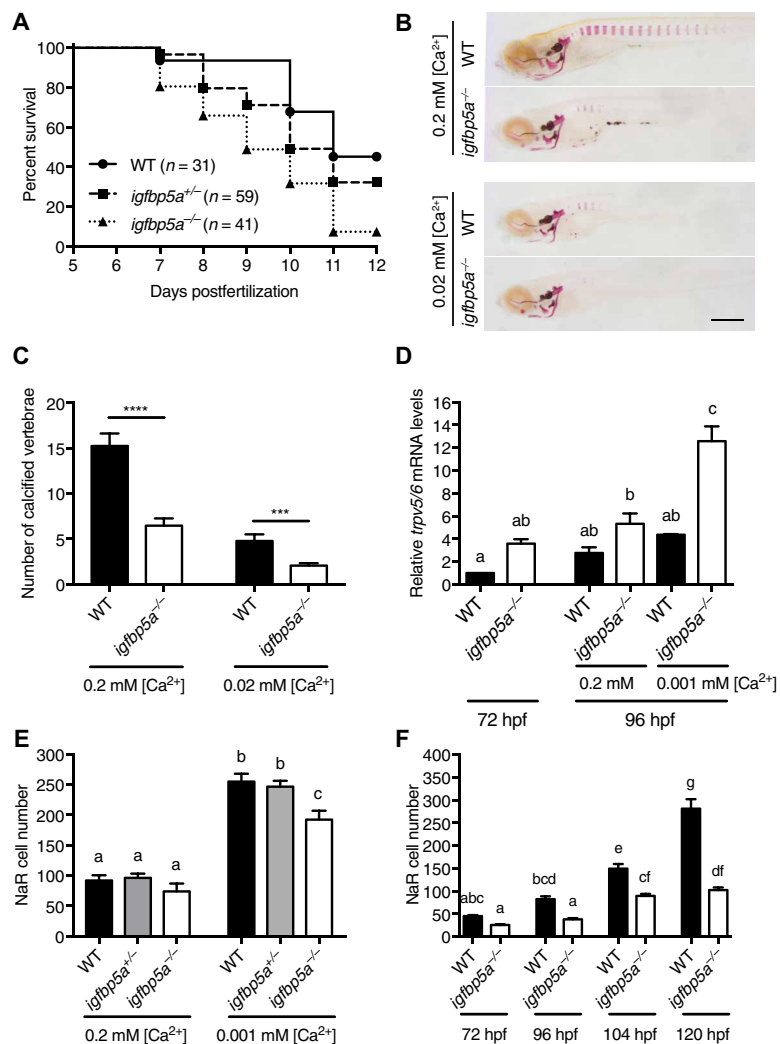 A
Percent survival
100
80
60
40
20
0
WT (n = 31)
igfbp5a+/− (n = 59)
igfbp5a−/− (n = 41)
5 6 7 8 9 10 11 12
Days postfertilization
B
0.2 mM [Ca2+]
WT
igfbp5a−/−
0.02 mM [Ca2+]
WT
igfbp5a−/−
C
Number of calcified vertebrae
20
15
10
5
0
****
***
WT igfbp5a−/− WT igfbp5a−/−
0.2 mM [Ca2+] 0.02 mM [Ca2+]
D
Relative trpv5/6 mRNA levels
16
14
12
10
8
6
4
2
0
a ab ab b ab c
WT igfbp5a−/− WT igfbp5a−/− WT igfbp5a−/−
0.2 mM 0.001 mM [Ca2+]
72 hpf 96 hpf
E
NaR cell number
300
250
200
150
100
50
0
a a a b b c
WT igfbp5a+/− igfbp5a−/− WT igfbp5a+/− igfbp5a−/−
0.2 mM [Ca2+] 0.001 mM [Ca2+]
F
NaR cell number
400
350
300
250
200
150
100
50
0
abc a bcd a e cf g df
WT igfbp5a−/− WT igfbp5a−/− WT igfbp5a−/− WT igfbp5a−/−
72 hpf 96 hpf 104 hpf 120 hpf